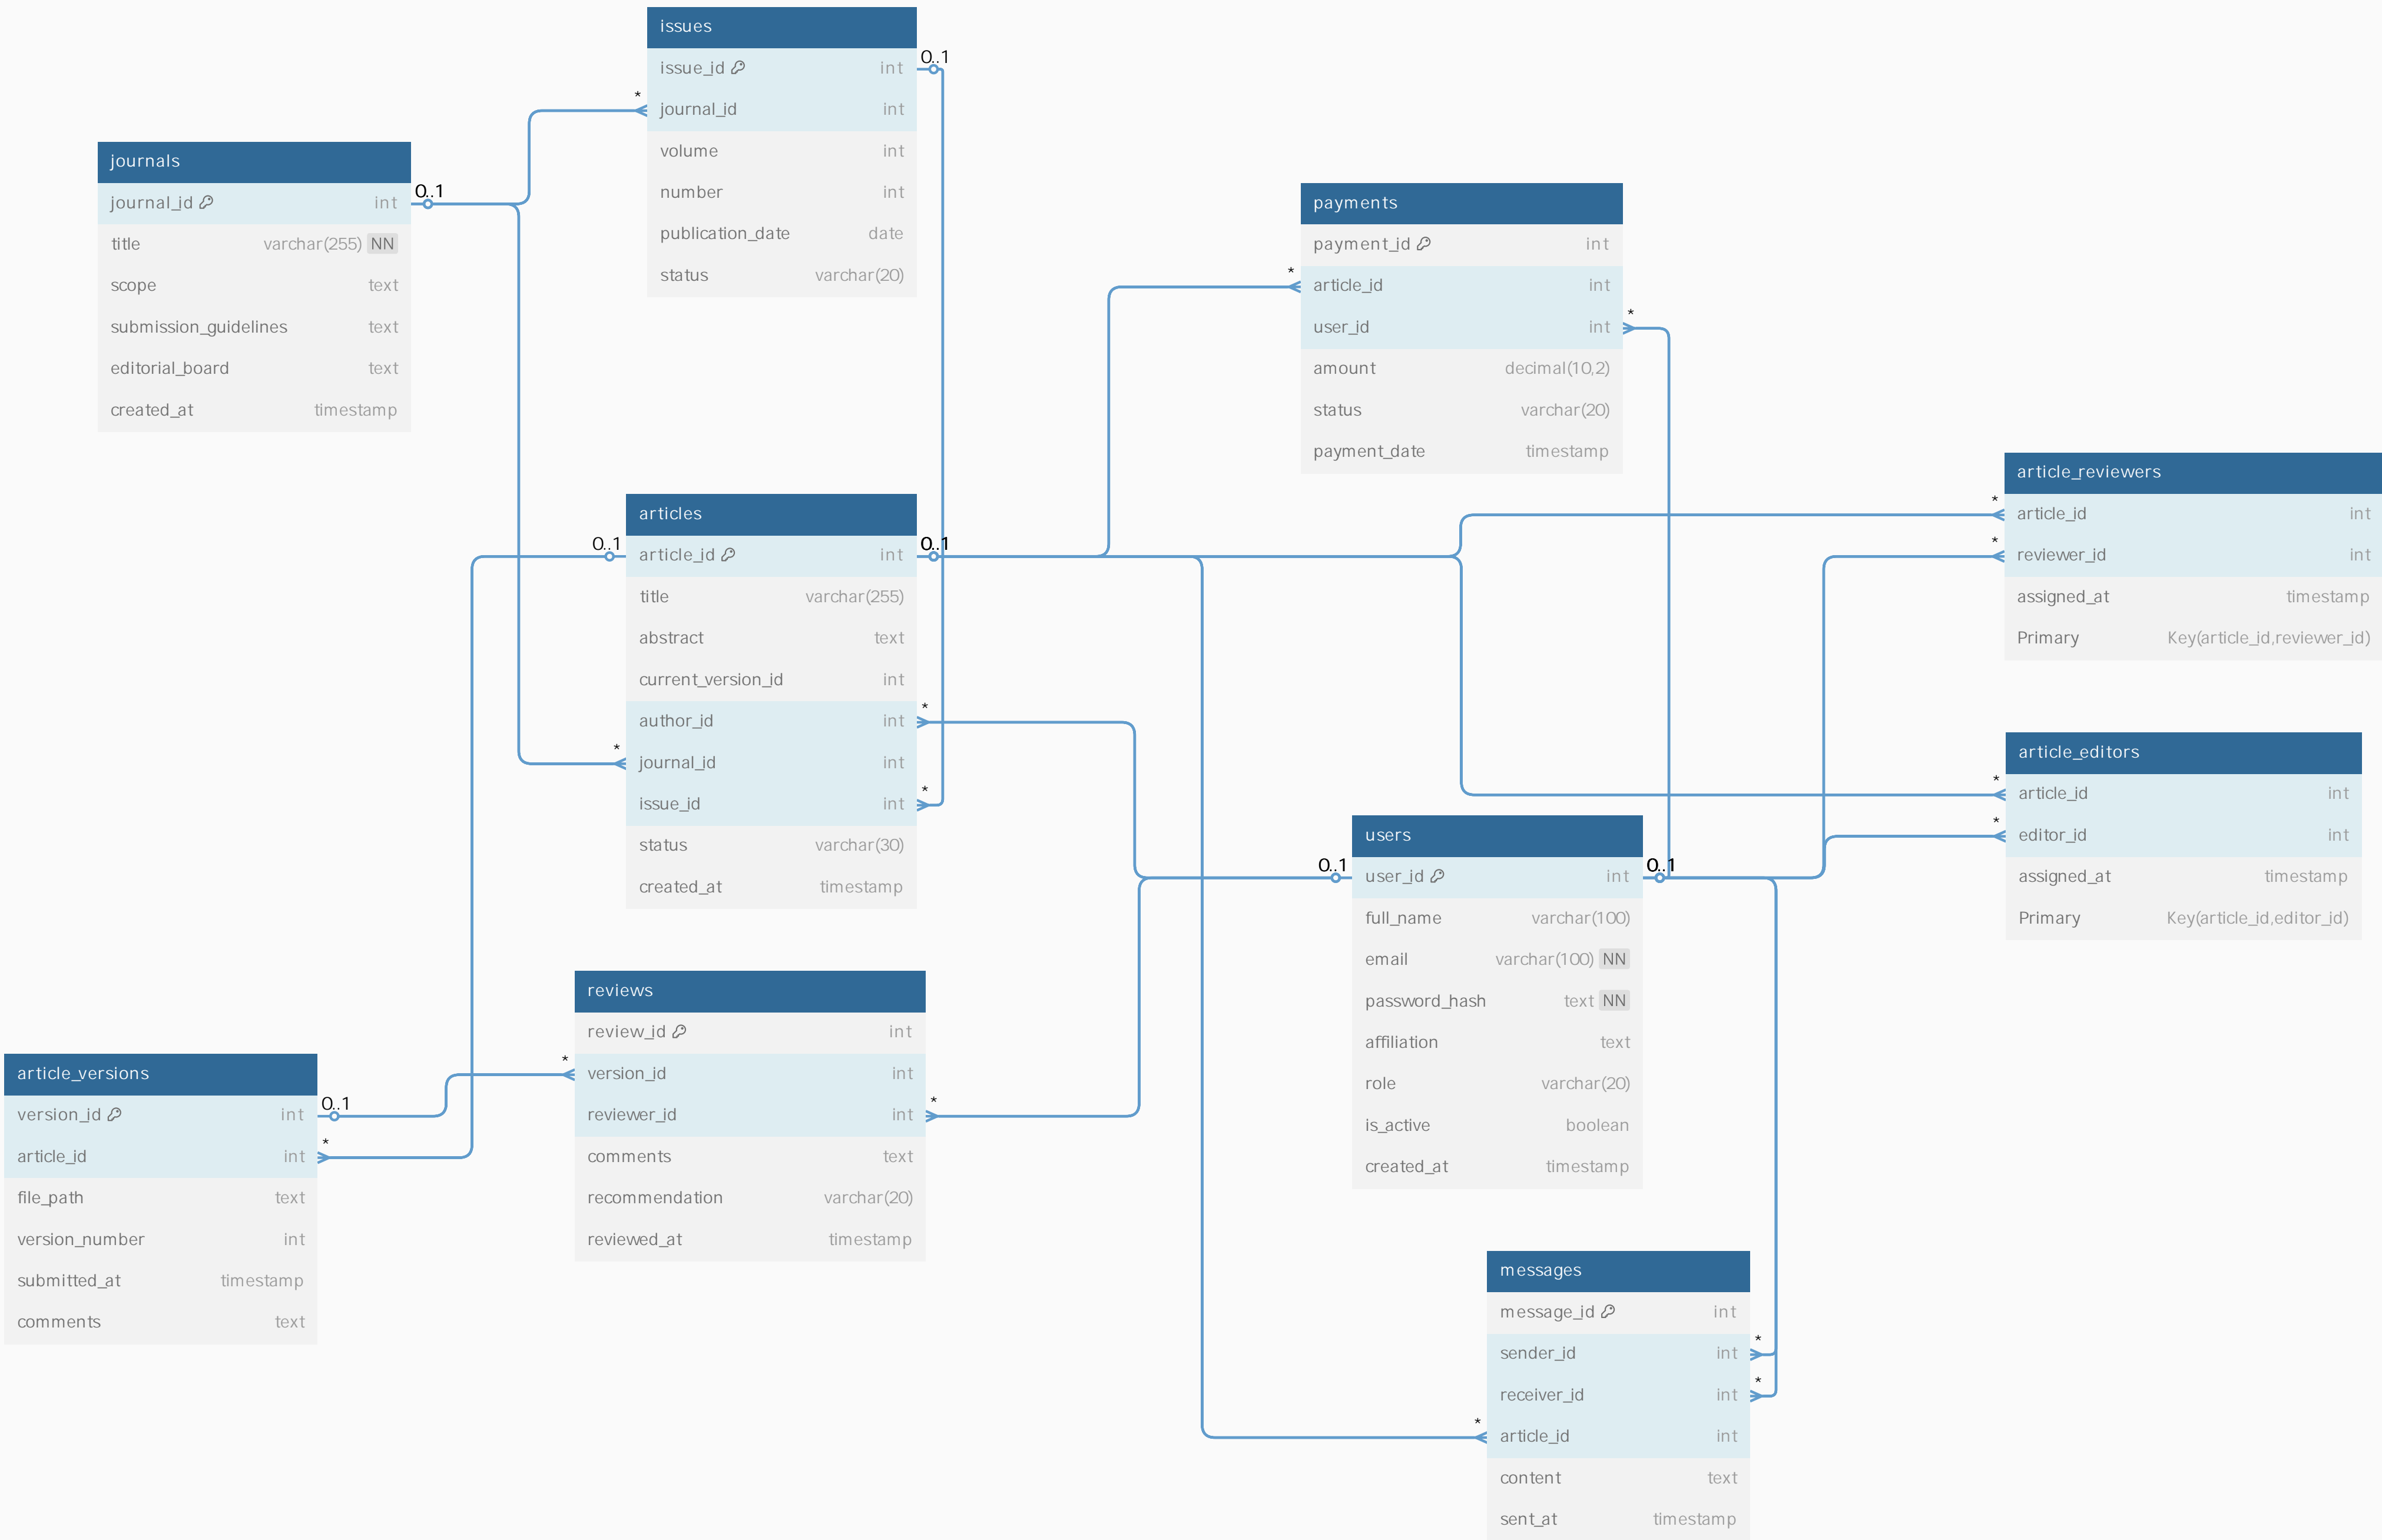 issues
issue_id int
journal_id int
volume int
number int
publication_date date
status varchar(20)
0..1
*
journals
journal_id int
title varchar(255) NN
scope text
submission_guidelines text
editorial_board text
created_at timestamp
0..1
payments
payment_id int
article_id int
user_id int
amount decimal(10,2)
status varchar(20)
payment_date timestamp
*
*
articles
article_id int
title varchar(255)
abstract text
current_version_id int
author_id int
journal_id int
issue_id int
status varchar(30)
created_at timestamp
0..1
0..1
*
*
*
article_reviewers
article_id int
reviewer_id int
assigned_at timestamp
Primary Key(article_id,reviewer_id)
*
*
article_editors
article_id int
editor_id int
assigned_at timestamp
Primary Key(article_id,editor_id)
*
*
users
user_id int
full_name varchar(100)
email varchar(100) NN
password_hash text NN
affiliation text
role varchar(20)
is_active boolean
created_at timestamp
0..1
0..1
reviews
review_id int
version_id int
reviewer_id int
comments text
recommendation varchar(20)
reviewed_at timestamp
*
*
article_versions
version_id int
article_id int
file_path text
version_number int
submitted_at timestamp
comments text
0..1
*
messages
message_id int
sender_id int
receiver_id int
article_id int
content text
sent_at timestamp
*
*
*